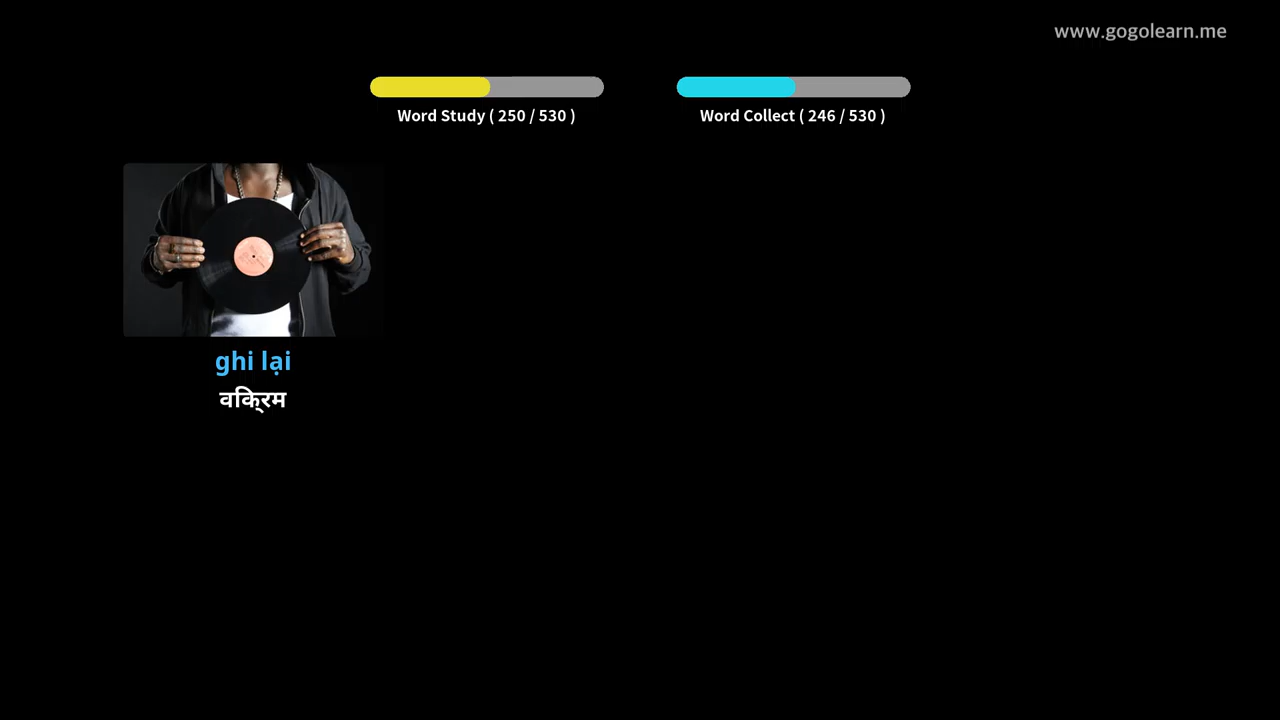 www.gogolearn.me
Word Study ( 250 / 530 )
Word Collect ( 246 / 530 )
ghi lại
वकि्रम